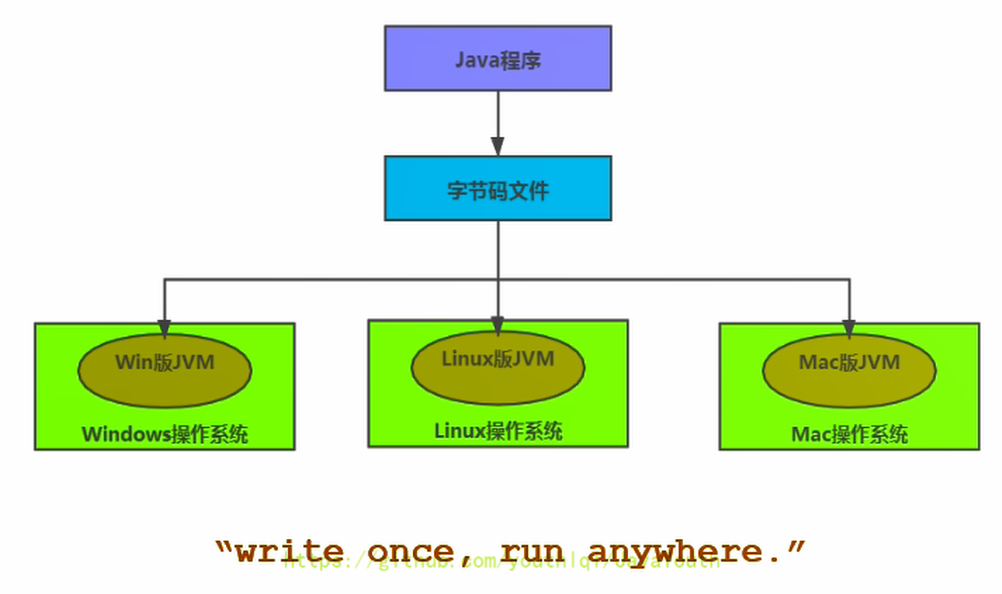 Java程序
字节码文件
Win版JVM
Linux版JVM
Mac版JVM
Windows操作系统
Linux操作系统
Mac操作系统
“write once, run anywhere.”
https://github.com/youthlql/JavaYouth